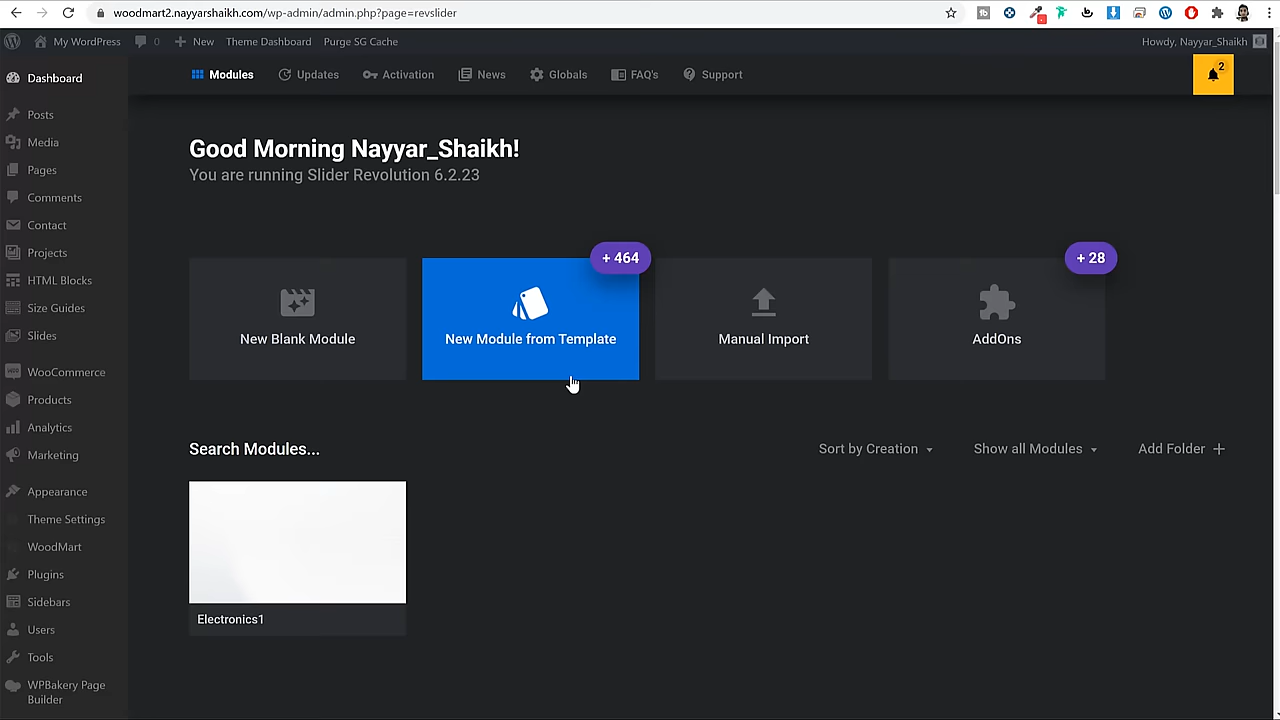 woodmart2.nayyarshaikh.com/wp-admin/admin.php?page=revslider
My WordPress 0 New Theme Dashboard Purge SG Cache Howdy, Nayyar_Shaikh
Dashboard
Posts
Media
Pages
Comments
Contact
Projects
HTML Blocks
Size Guides
Slides
WooCommerce
Products
Analytics
Marketing
Appearance
Theme Settings
WoodMart
Plugins
Sidebars
Users
Tools
WPBakery Page
Builder
Modules Updates Activation News Globals FAQ's Support 2
Good Morning Nayyar_Shaikh!
You are running Slider Revolution 6.2.23
+ 464 + 28
New Blank Module New Module from Template Manual Import AddOns
Search Modules... Sort by Creation Show all Modules Add Folder
Electronics1